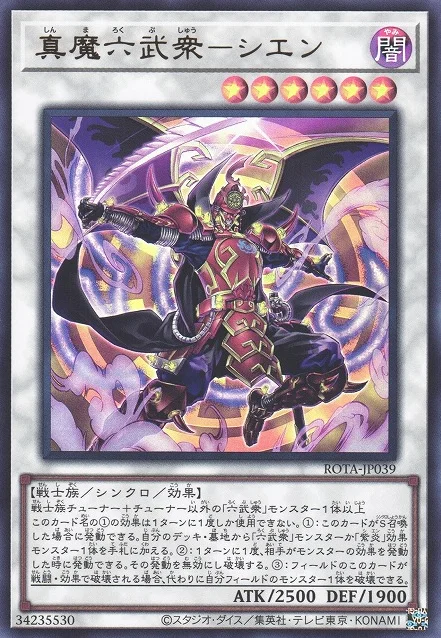 真魔六武衆－シエン
闇
ROTA-JP039
【戦士族／シンクロ／効果】
戦士族チューナー＋チューナー以外の「六武衆」モンスター1体以上
このカード名の①の効果は1ターンに1度しか使用できない。①：このカードがS召喚
した場合に発動できる。自分のデッキ・墓地から「六武衆」モンスターか「紫炎」効果
モンスター1体を手札に加える。②：1ターンに1度、相手がモンスターの効果を発動
した時に発動できる。その発動を無効にし破壊する。③：フィールドのこのカードが
戦闘・効果で破壊される場合、代わりに自分フィールドのモンスター1体を破壊できる。
ATK/2500 DEF/1900
34235530 ©スタジオ・ダイス／集英社・テレビ東京・KONAMI